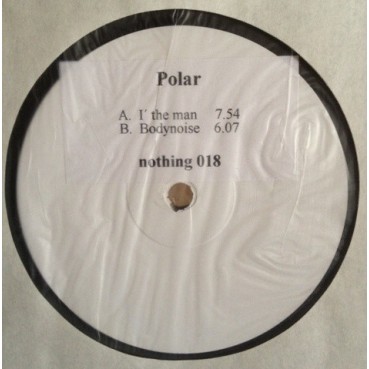 Polar
A. I' the man 7.54
B. Bodynoise 6.07
nothing 018